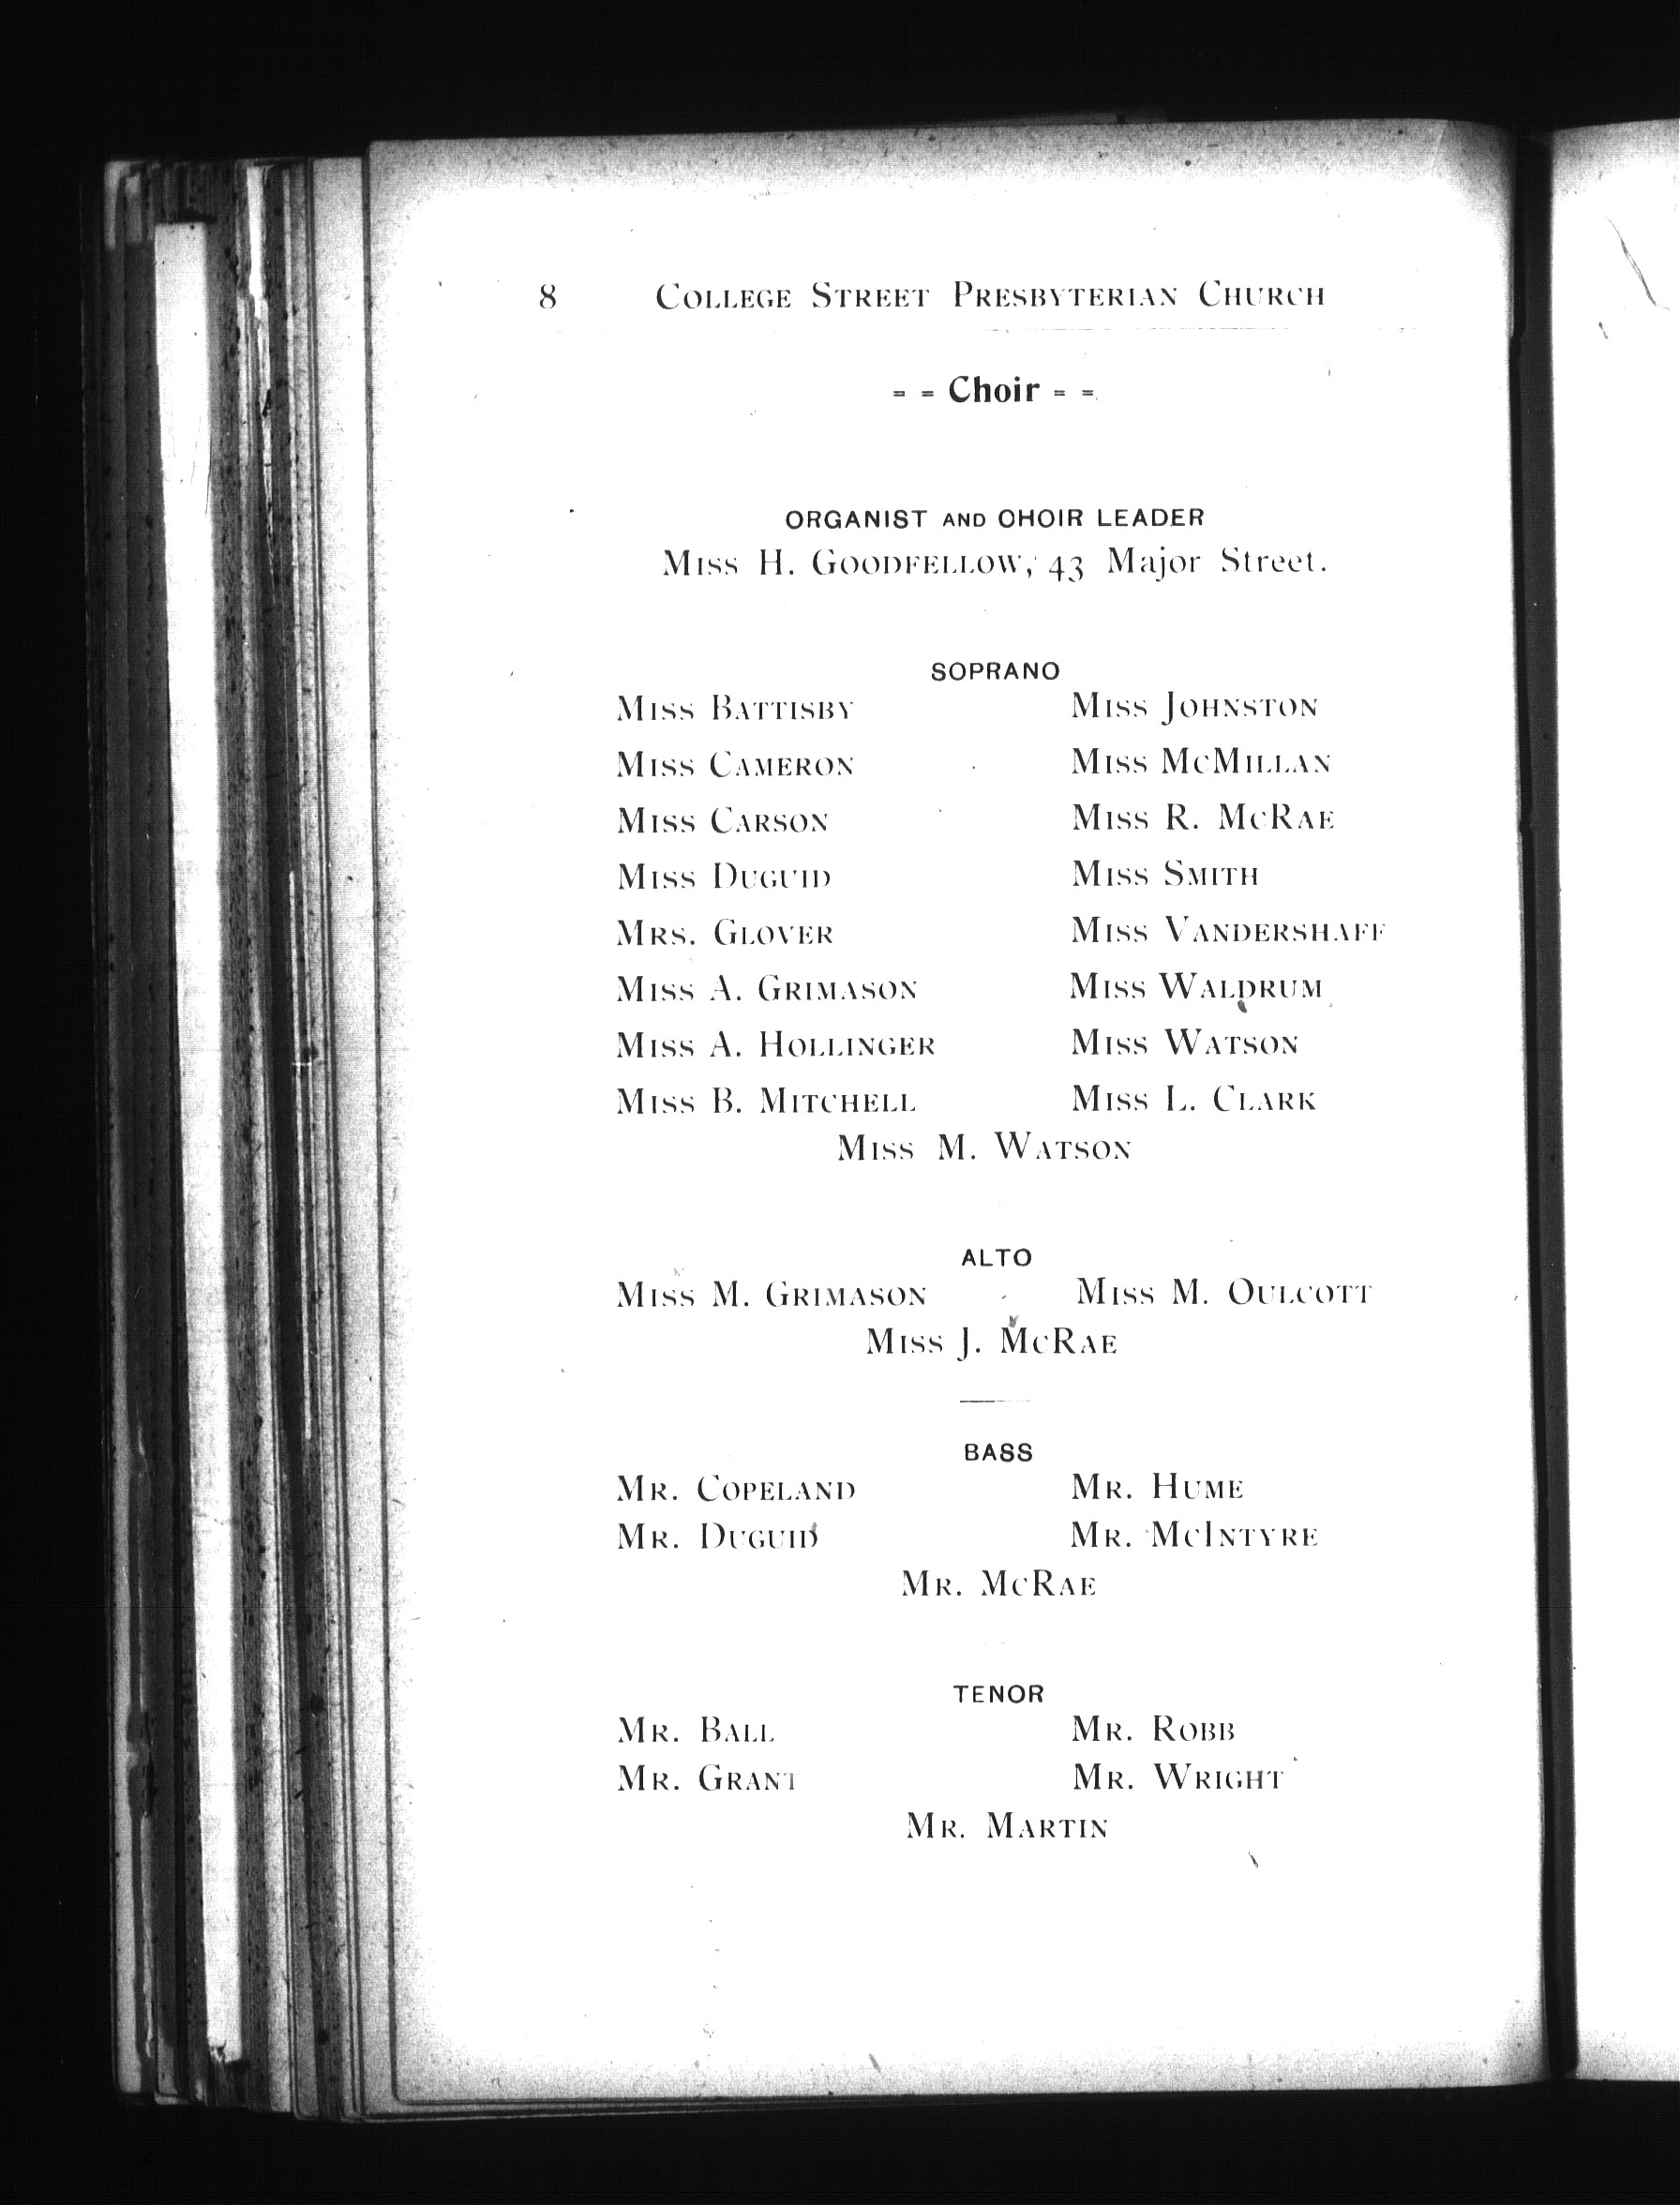 8 College Street Presbyterian Church
- - Choir - -
ORGANIST AND CHOIR LEADER
Miss H. Goodfellow, 43 Major Street.
SOPRANO
Miss Battisby Miss Johnston
Miss Cameron Miss McMillan
Miss Carson Miss R. McRae
Miss Duguid Miss Smith
Mrs. Glover Miss Vandershaff
Miss A. Grimason Miss Waldrum
Miss A. Hollinger Miss Watson
Miss B. Mitchell Miss L. Clark
Miss M. Watson
ALTO
Miss M. Grimason Miss M. Oulcott
Miss J. McRae
BASS
Mr. Copeland Mr. Hume
Mr. Duguid Mr. McIntyre
Mr. McRae
TENOR
Mr. Ball Mr. Robb
Mr. Grant Mr. Wright
Mr. Martin